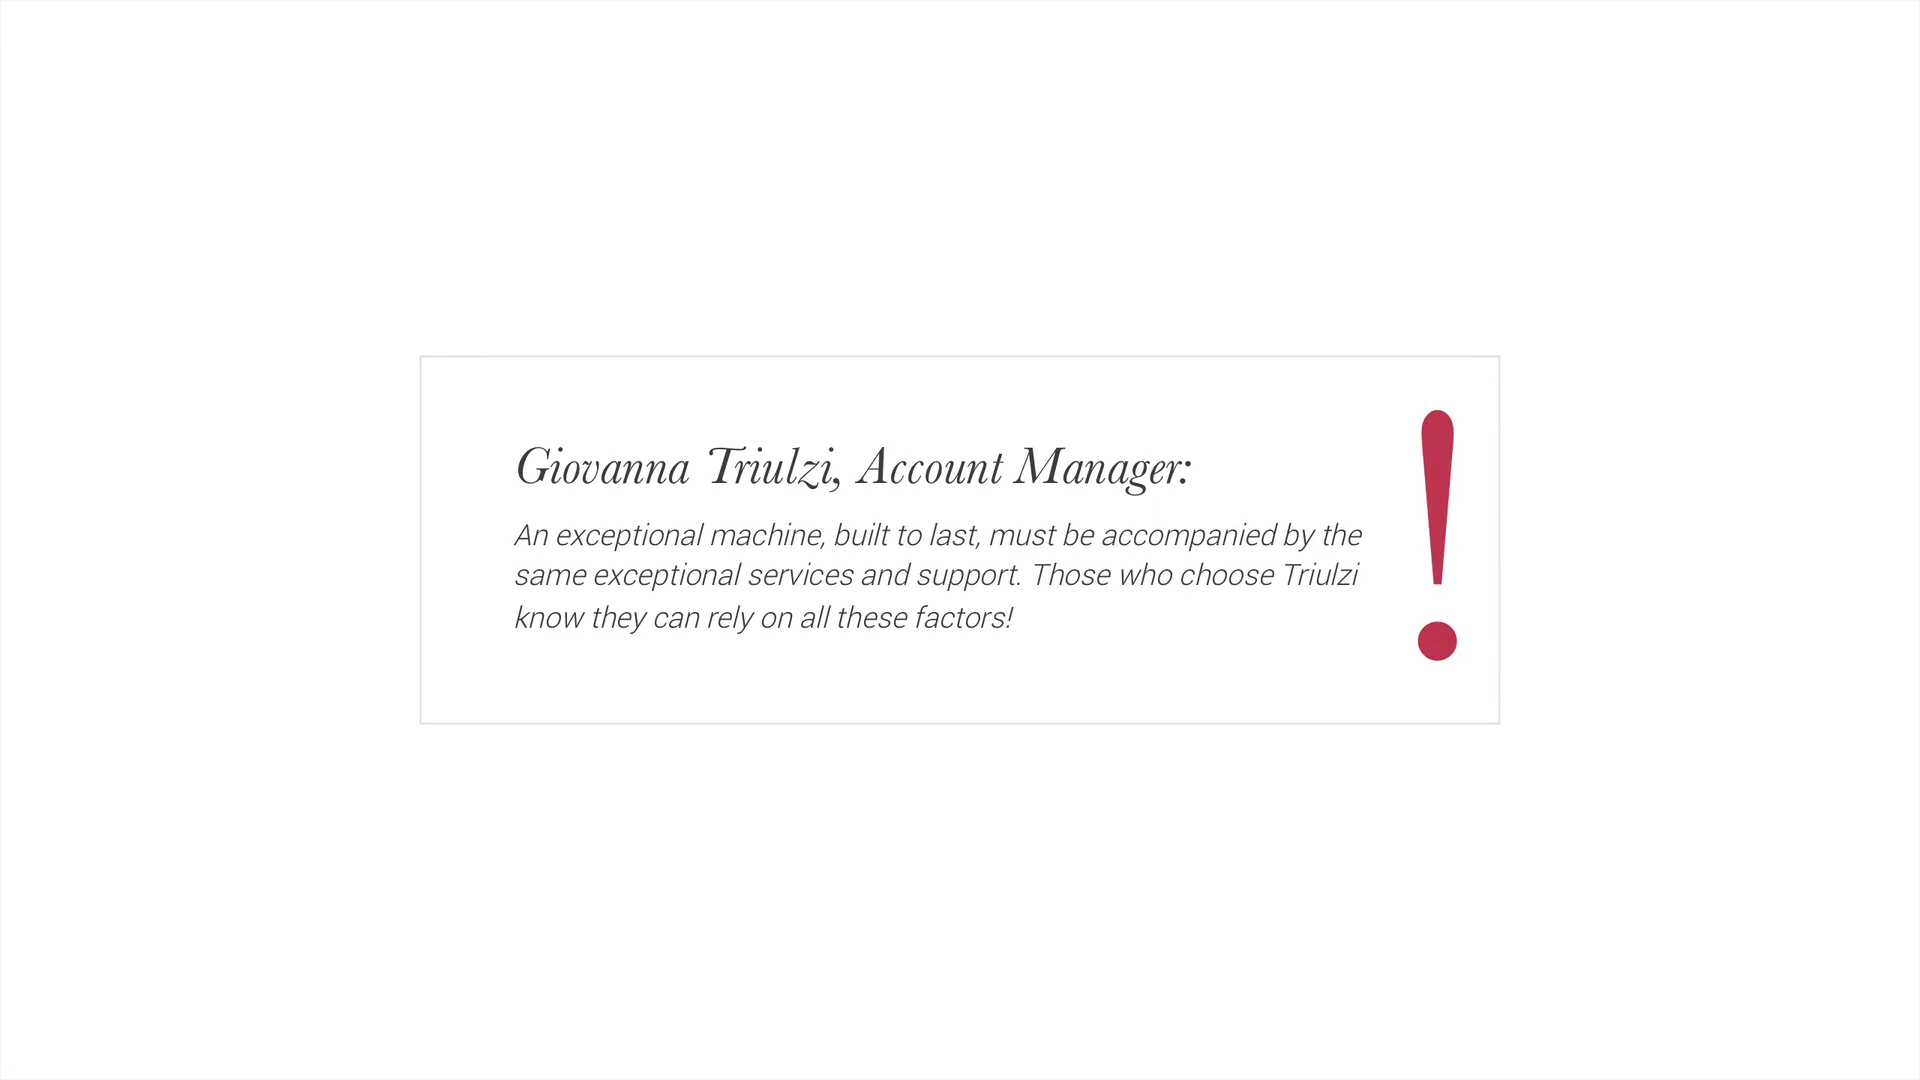 Giovanna Triulzi, Account Manager:
An exceptional machine, built to last, must be accompanied by the
same exceptional services and support. Those who choose Triulzi
know they can rely on all these factors!
!